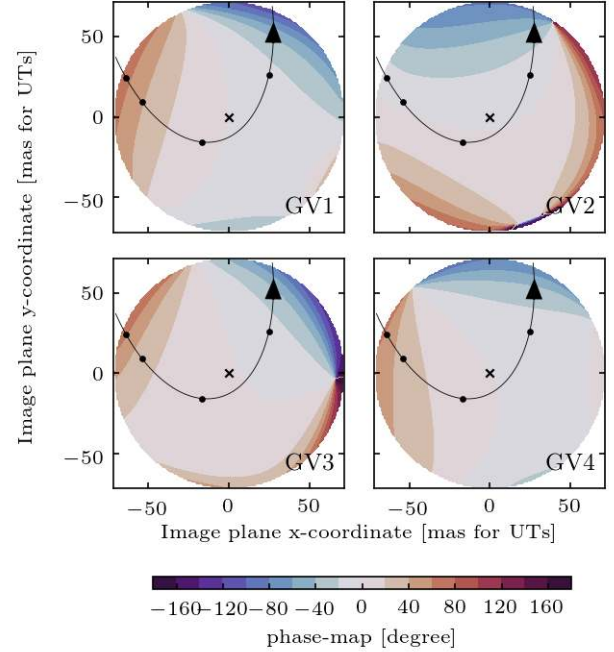 Image plane y-coordinate [mas for UTs]
50
0
−50
GV1
GV2
50
0
−50
GV3
GV4
−50
0
50
−50
0
50
Image plane x-coordinate [mas for UTs]
−160 −120 −80 −40 0 40 80 120 160
phase-map [degree]